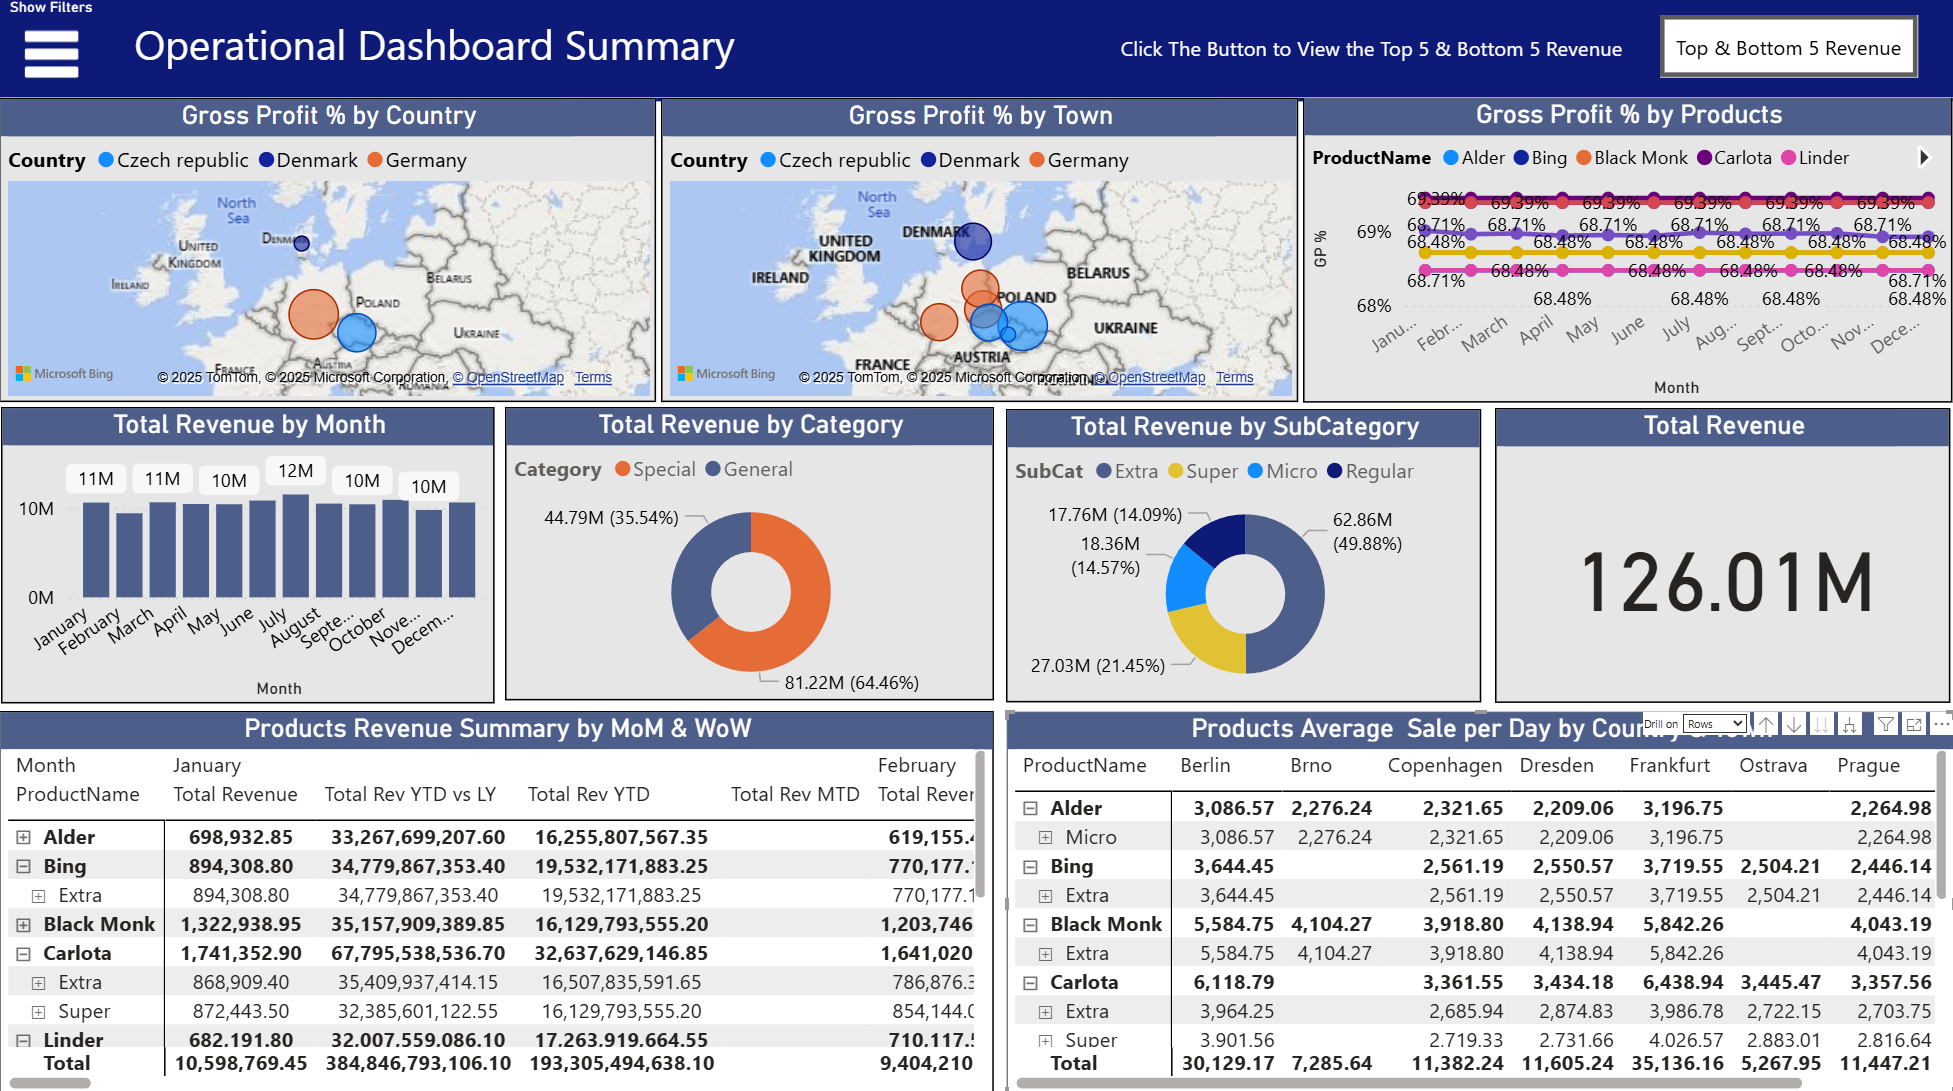 Show Filters
Operational Dashboard Summary
Click The Button to View the Top 5 & Bottom 5 Revenue
Top & Bottom 5 Revenue
Gross Profit % by Country
Country Czech republic Denmark Germany
North
Sea
UNITED
KINGDOM
IRELAND
BELARUS
POLAND
UKRAINE
AUSTRIA
FRANCE
Microsoft Bing
© 2025 TomTom, © 2025 Microsoft Corporation, © OpenStreetMap Terms
Gross Profit % by Town
Country Czech republic Denmark Germany
North
Sea
DENMARK
UNITED
KINGDOM
IRELAND
BELARUS
POLAND
UKRAINE
AUSTRIA
FRANCE
Microsoft Bing
© 2025 TomTom, © 2025 Microsoft Corporation, © OpenStreetMap Terms
Gross Profit % by Products
ProductName Alder Bing Black Monk Carlota Linder
69.39% 69.39% 69.39% 69.39% 69.39% 69.39%
68.71% 68.71% 68.71% 68.71% 68.71% 68.71%
68.48% 68.48% 68.48% 68.48% 68.48% 68.48%
68.71% 68.48% 68.48% 68.48% 68.48% 68.71%
68.48% 68.48% 68.48% 68.48%
69%
68%
GP %
Janu... Febr... March April May June July Aug... Sept... Octo... Nov... Dece...
Month
Total Revenue by Month
11M 11M 10M 12M 10M 10M
10M
0M
January February March April May June July August Septe... October Nove... Decem...
Month
Total Revenue by Category
Category Special General
44.79M (35.54%)
81.22M (64.46%)
Total Revenue by SubCategory
SubCat Extra Super Micro Regular
17.76M (14.09%)
18.36M
(14.57%)
62.86M
(49.88%)
27.03M (21.45%)
Total Revenue
126.01M
Products Revenue Summary by MoM & WoW
Month January February
ProductName Total Revenue Total Rev YTD vs LY Total Rev YTD Total Rev MTD Total Rever
Alder 698,932.85 33,267,699,207.60 16,255,807,567.35 619,155.4
Bing 894,308.80 34,779,867,353.40 19,532,171,883.25 770,177.1
Extra 894,308.80 34,779,867,353.40 19,532,171,883.25 770,177.1
Black Monk 1,322,938.95 35,157,909,389.85 16,129,793,555.20 1,203,746
Carlota 1,741,352.90 67,795,538,536.70 32,637,629,146.85 1,641,020
Extra 868,909.40 35,409,937,414.15 16,507,835,591.65 786,876.3
Super 872,443.50 32,385,601,122.55 16,129,793,555.20 854,144.0
Linder 682,191.80 32,007,559,086.10 17,263,919,664.55 710,117.5
Total 10,598,769.45 384,846,793,106.10 193,305,494,638.10 9,404,210
Products Average Sale per Day by Country & Town
Drill on Rows
ProductName Berlin Brno Copenhagen Dresden Frankfurt Ostrava Prague
Alder 3,086.57 2,276.24 2,321.65 2,209.06 3,196.75 2,264.98
Micro 3,086.57 2,276.24 2,321.65 2,209.06 3,196.75 2,264.98
Bing 3,644.45 2,561.19 2,550.57 3,719.55 2,504.21 2,446.14
Extra 3,644.45 2,561.19 2,550.57 3,719.55 2,504.21 2,446.14
Black Monk 5,584.75 4,104.27 3,918.80 4,138.94 5,842.26 4,043.19
Extra 5,584.75 4,104.27 3,918.80 4,138.94 5,842.26 4,043.19
Carlota 6,118.79 3,361.55 3,434.18 6,438.94 3,445.47 3,357.56
Extra 3,964.25 2,685.94 2,874.83 3,986.78 2,722.15 2,703.75
Super 3,901.56 2,719.33 2,731.66 4,026.57 2,883.01 2,816.64
Total 30,129.17 7,285.64 11,382.24 11,605.24 35,136.16 5,267.95 11,447.21